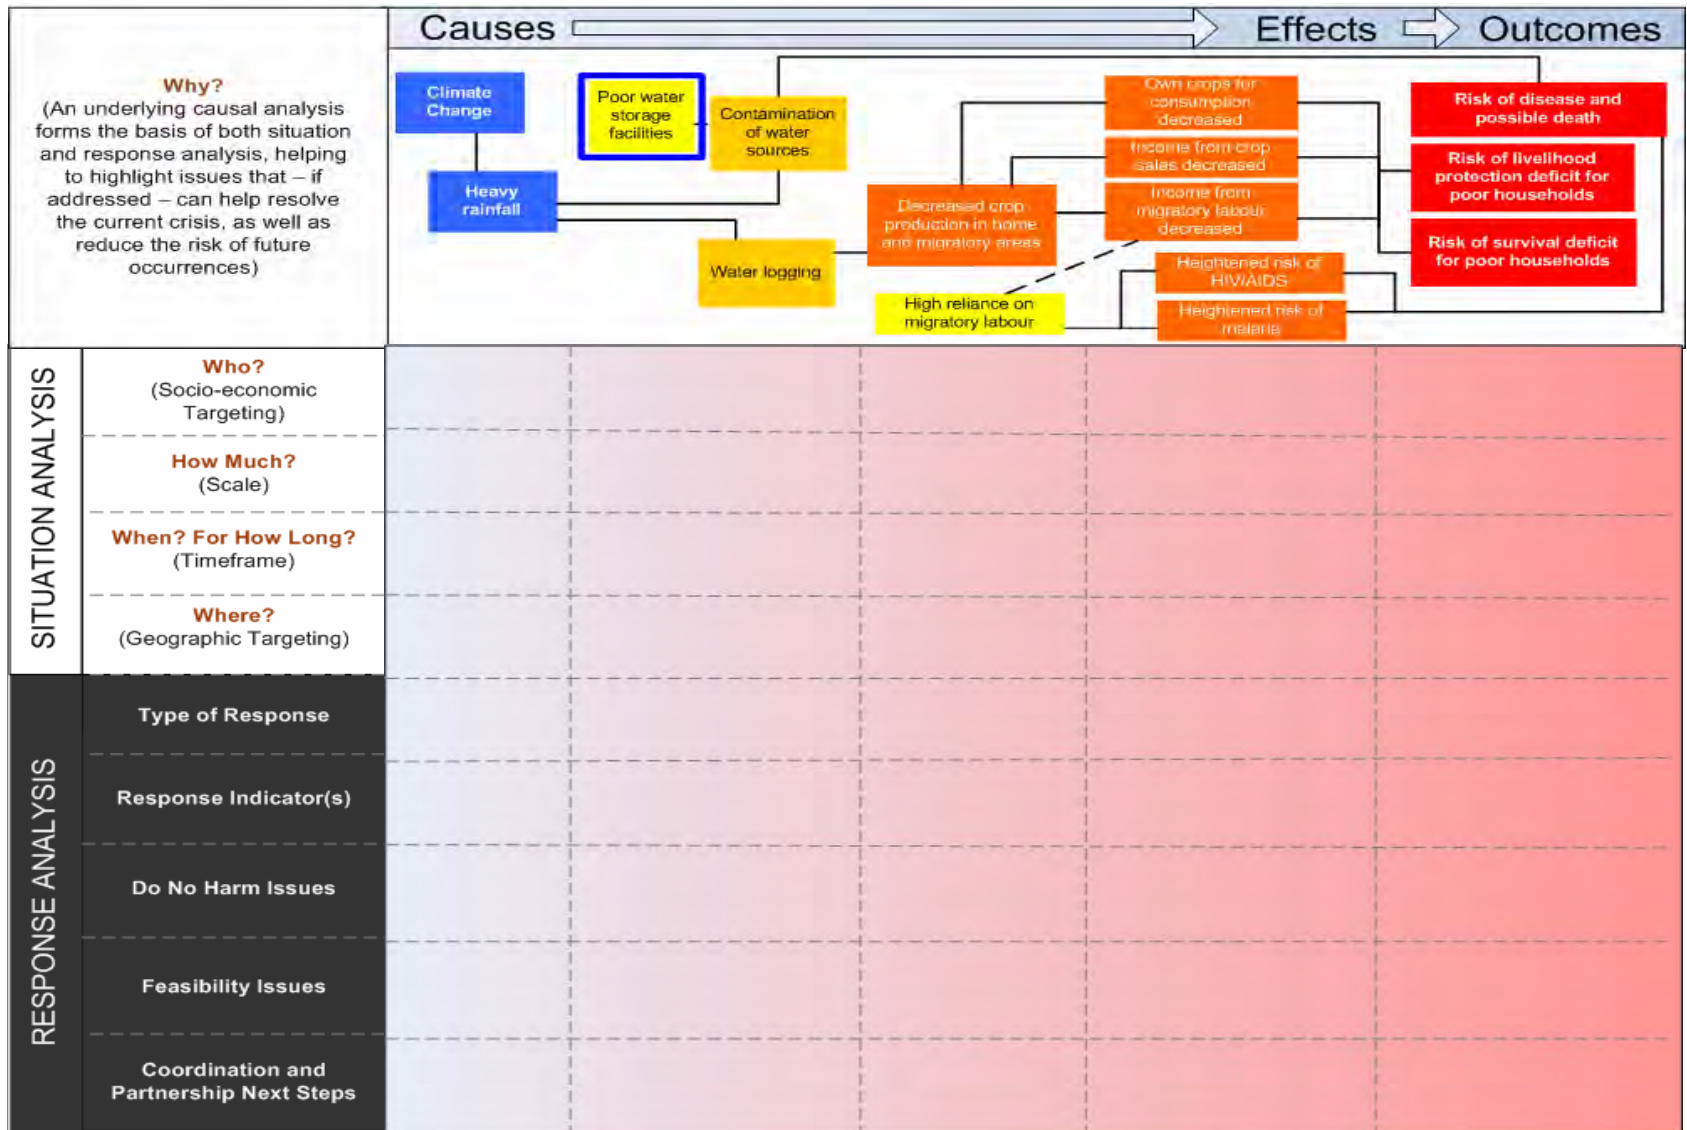 Causes
Effects
Outcomes
Why?
(An underlying causal analysis
forms the basis of both situation
and response analysis, helping
to highlight issues that – if
addressed – can help resolve
the current crisis, as well as
reduce the risk of future
occurrences)
Climate
Change
Heavy
rainfall
Poor water
storage
facilities
Contamination
of water
sources
Water logging
Decreased crop
production in home
and migratory areas
High reliance on
migratory labour
Own crops for
consumption
decreased
Income from crop
sales decreased
Income from
migratory labour
decreased
Heightened risk of
HIV/AIDS
Heightened risk of
malaria
Risk of disease and
possible death
Risk of livelihood
protection deficit for
poor households
Risk of survival deficit
for poor households
SITUATION ANALYSIS
Who?
(Socio-economic
Targeting)
How Much?
(Scale)
When? For How Long?
(Timeframe)
Where?
(Geographic Targeting)
RESPONSE ANALYSIS
Type of Response
Response Indicator(s)
Do No Harm Issues
Feasibility Issues
Coordination and
Partnership Next Steps